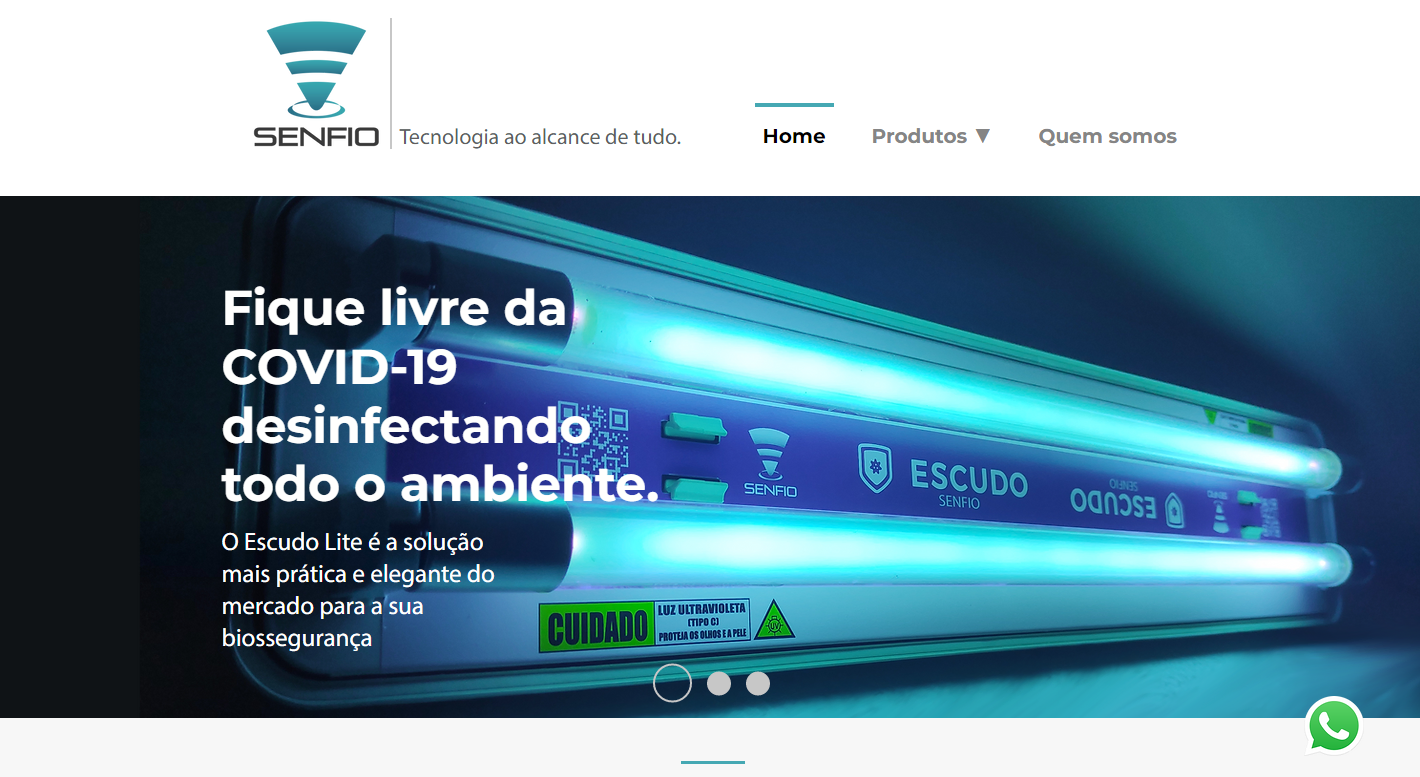 SENFIO
Tecnologia ao alcance de tudo.
Home
Produtos ▼
Quem somos
Fique livre da
COVID-19
desinfectando
todo o ambiente.
O Escudo Lite é a solução
mais prática e elegante do
mercado para a sua
biossegurança
SENFIO
ESCUDO
SENFIO
ESCUDO
SENFIO
SENFIO
CUIDADO
LUZ ULTRAVIOLETA
(TIPO C)
PROTEJA OS OLHOS E A PELE
UV